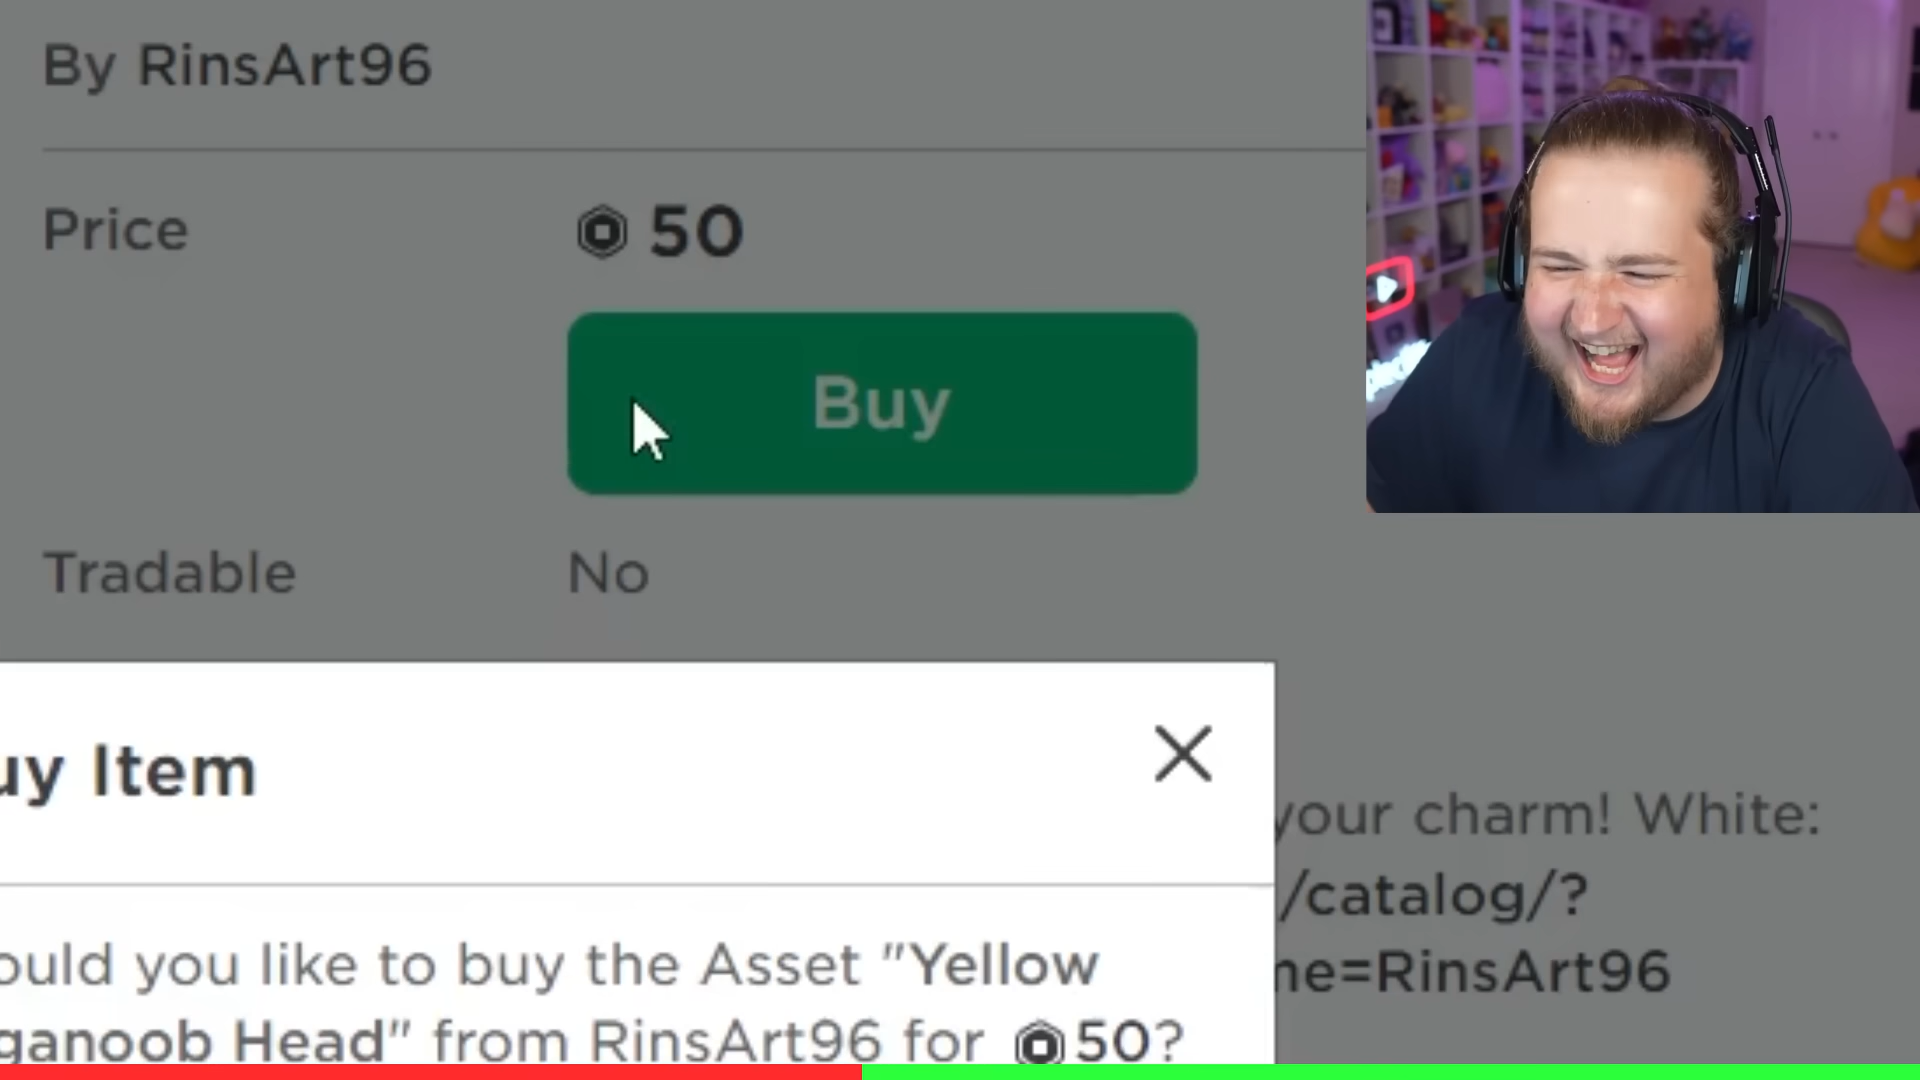 By RinsArt96
Price
50
Buy
Tradable
No
uy Item
your charm! White:
/catalog/?
me=RinsArt96
ould you like to buy the Asset "Yellow
ganoob Head" from RinsArt96 for 50?